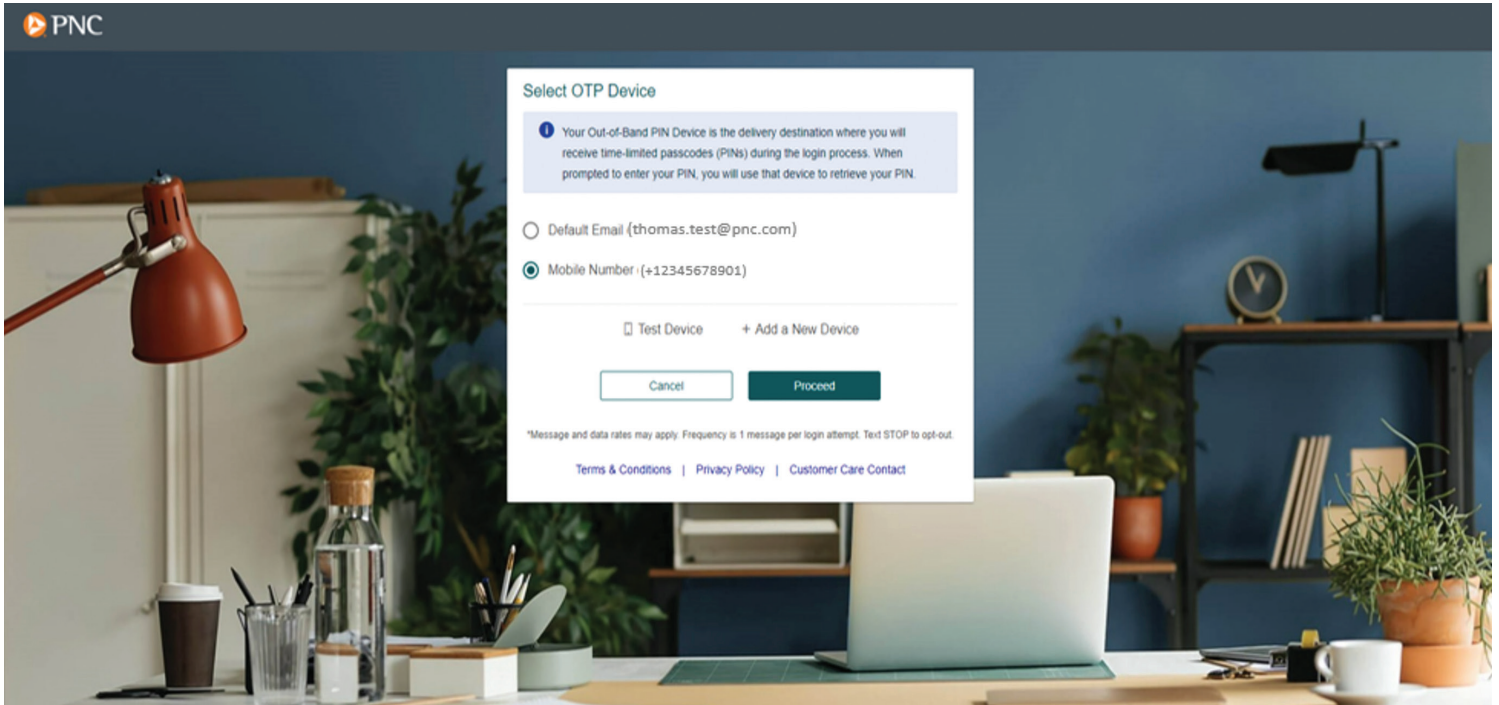 PNC
Select OTP Device
Your Out-of-Band PIN Device is the delivery destination where you will
receive time-limited passcodes (PINs) during the login process. When
prompted to enter your PIN, you will use that device to retrieve your PIN.
Default Email (thomas.test@pnc.com)
Mobile Number (+12345678901)
Test Device + Add a New Device
Cancel Proceed
*Message and data rates may apply. Frequency is 1 message per login attempt. Text STOP to opt-out.
Terms & Conditions | Privacy Policy | Customer Care Contact